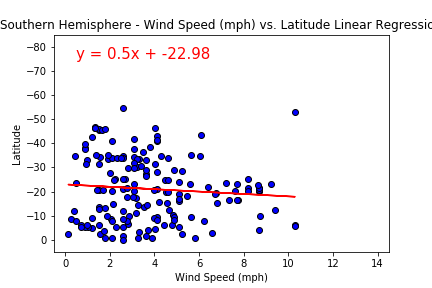 Southern Hemisphere - Wind Speed (mph) vs. Latitude Linear Regressio
y = 0.5x + -22.98
−80
−70
−60
−50
−40
−30
−20
−10
0
Latitude
0 2 4 6 8 10 12 14
Wind Speed (mph)